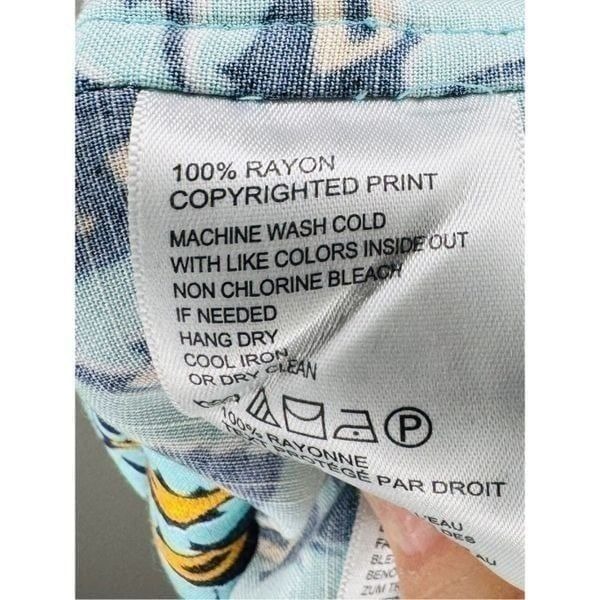 100% RAYON
COPYRIGHTED PRINT
MACHINE WASH COLD
WITH LIKE COLORS INSIDE OUT
NON CHLORINE BLEACH
IF NEEDED
HANG DRY
COOL IRON
OR DRY CLEAN
P
100% RAYONNE
PROTÉGÉ PAR DROIT